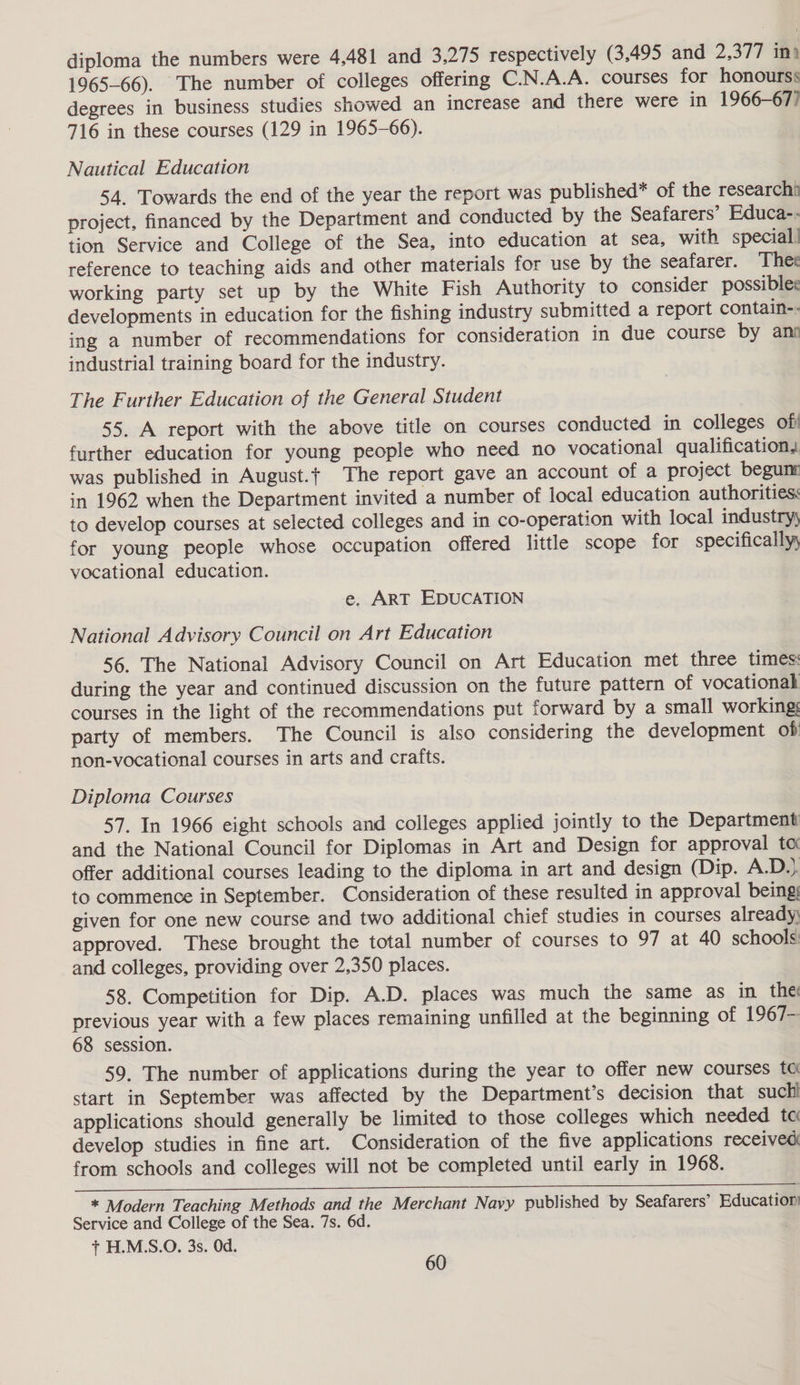 diploma the numbers were 4,481 and 3,275 respectively (3,495 and 2,377 in
1965–66). The number of colleges offering C.N.A.A. courses for honours
degrees in business studies showed an increase and there were in 1966–67
716 in these courses (129 in 1965–66).
Nautical Education
54. Towards the end of the year the report was published* of the research
project, financed by the Department and conducted by the Seafarers' Educa-
tion Service and College of the Sea, into education at sea, with special
reference to teaching aids and other materials for use by the seafarer. The
working party set up by the White Fish Authority to consider possible
developments in education for the fishing industry submitted a report contain-
ing a number of recommendations for consideration in due course by an
industrial training board for the industry.
The Further Education of the General Student
55. A report with the above title on courses conducted in colleges of
further education for young people who need no vocational qualification,
was published in August.† The report gave an account of a project begun
in 1962 when the Department invited a number of local education authorities
to develop courses at selected colleges and in co-operation with local industry,
for young people whose occupation offered little scope for specifically
vocational education.
e. ART EDUCATION
National Advisory Council on Art Education
56. The National Advisory Council on Art Education met three times
during the year and continued discussion on the future pattern of vocational
courses in the light of the recommendations put forward by a small working
party of members. The Council is also considering the development of
non-vocational courses in arts and crafts.
Diploma Courses
57. In 1966 eight schools and colleges applied jointly to the Department
and the National Council for Diplomas in Art and Design for approval to
offer additional courses leading to the diploma in art and design (Dip. A.D.)
to commence in September. Consideration of these resulted in approval being
given for one new course and two additional chief studies in courses already
approved. These brought the total number of courses to 97 at 40 schools
and colleges, providing over 2,350 places.
58. Competition for Dip. A.D. places was much the same as in the
previous year with a few places remaining unfilled at the beginning of 1967–
68 session.
59. The number of applications during the year to offer new courses to
start in September was affected by the Department's decision that such
applications should generally be limited to those colleges which needed to
develop studies in fine art. Consideration of the five applications received
from schools and colleges will not be completed until early in 1968.
* Modern Teaching Methods and the Merchant Navy published by Seafarers' Education
Service and College of the Sea. 7s. 6d.
† H.M.S.O. 3s. 0d.
60